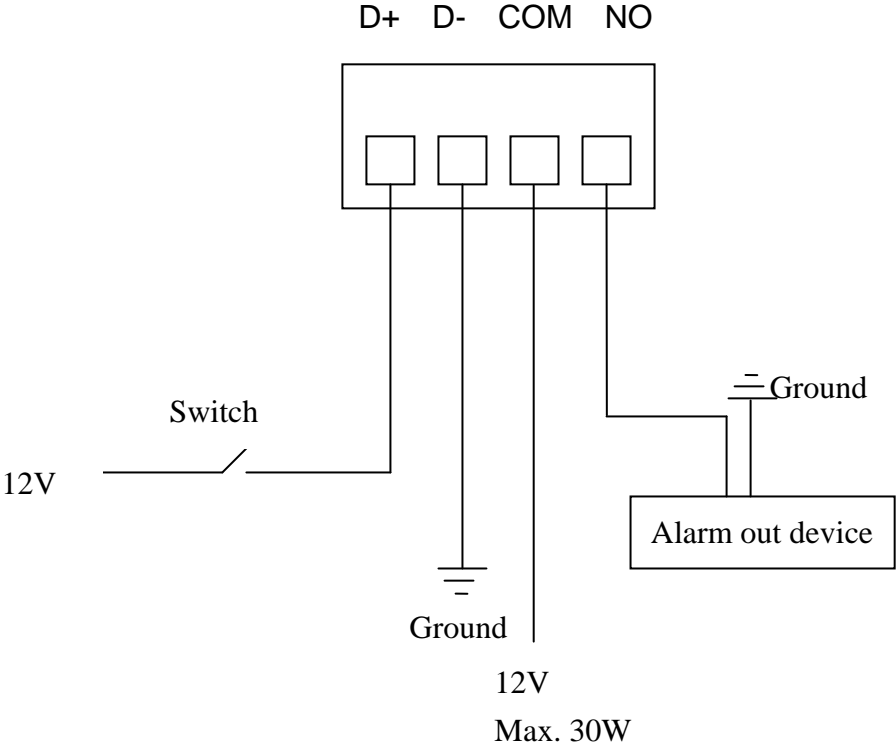 D+ D- COM NO
Ground
Switch
12V
Alarm out device
Ground
12V
Max. 30W